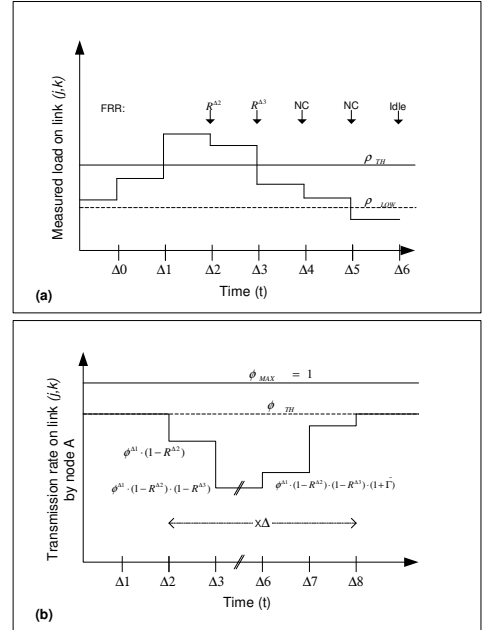 Measured load on link (j,k)
FRR:
R^Δ2 R^Δ3 NC NC Idle
ρ_TH
ρ_LOW
Δ0 Δ1 Δ2 Δ3 Δ4 Δ5 Δ6
Time (t)
(a)
Transmission rate on link (j,k)
by node A
ϕ_MAX = 1
ϕ_TH
ϕ^Δ1 · (1 − R^Δ2)
ϕ^Δ1 · (1 − R^Δ2) · (1 − R^Δ3)
ϕ^Δ1 · (1 − R^Δ2) · (1 − R^Δ3) · (1 + Γ̄)
xΔ
Δ1 Δ2 Δ3 Δ6 Δ7 Δ8
Time (t)
(b)